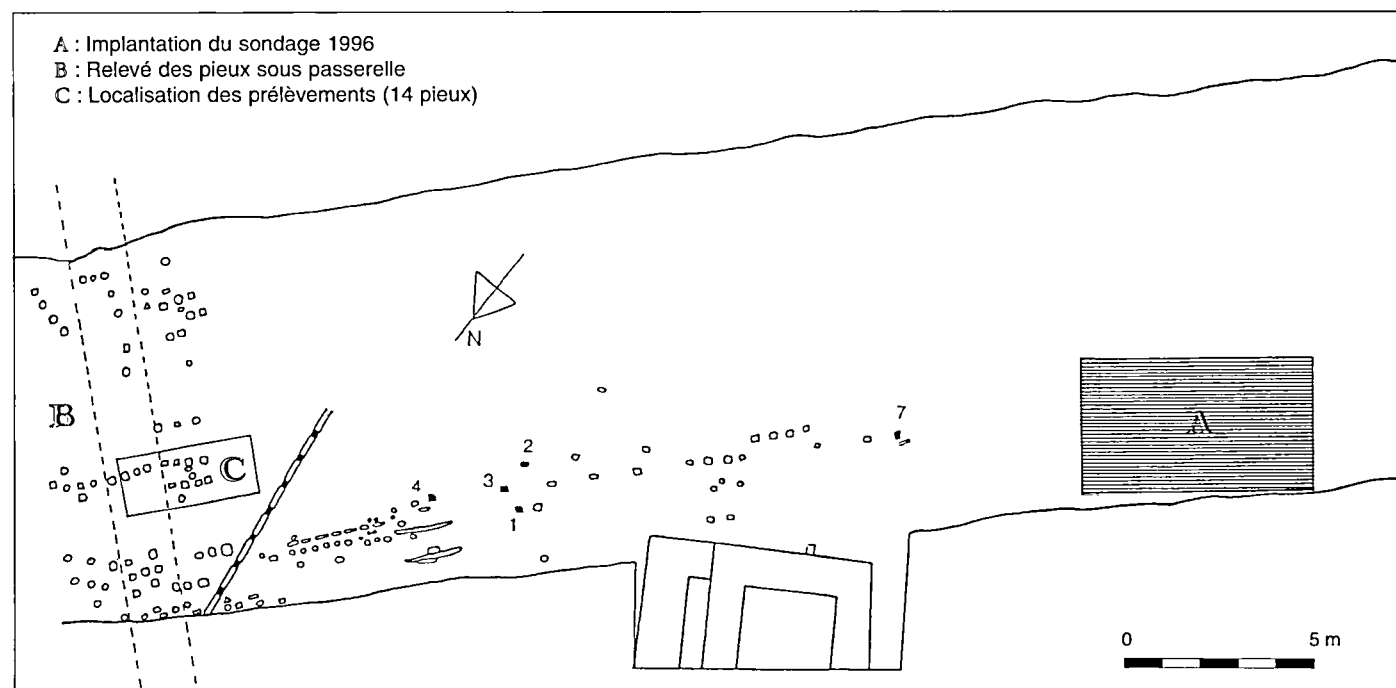 A : Implantation du sondage 1996
B : Relevé des pieux sous passerelle
C : Localisation des prélèvements (14 pieux)
N
B
C
7
A
2
3
4
1
0 5 m